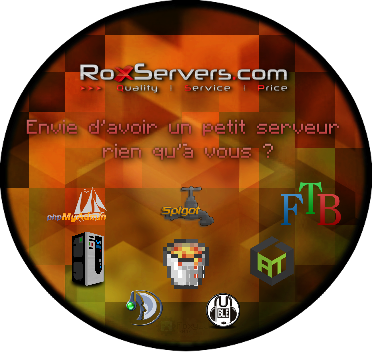 RoxServers.com
>>> Quality | Service | Price
Envie d'avoir un petit serveur
rien qu'à vous ?
phpMyAdmin
Spigot
FTB